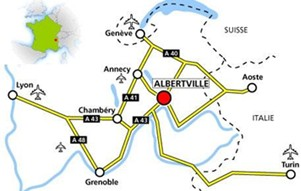 SUISSE
Genève
A 40
Annecy
ALBERTVILLE
Aoste
Lyon
A 41
Chambéry
A 43
A 43
ITALIE
A 48
Grenoble
Turin